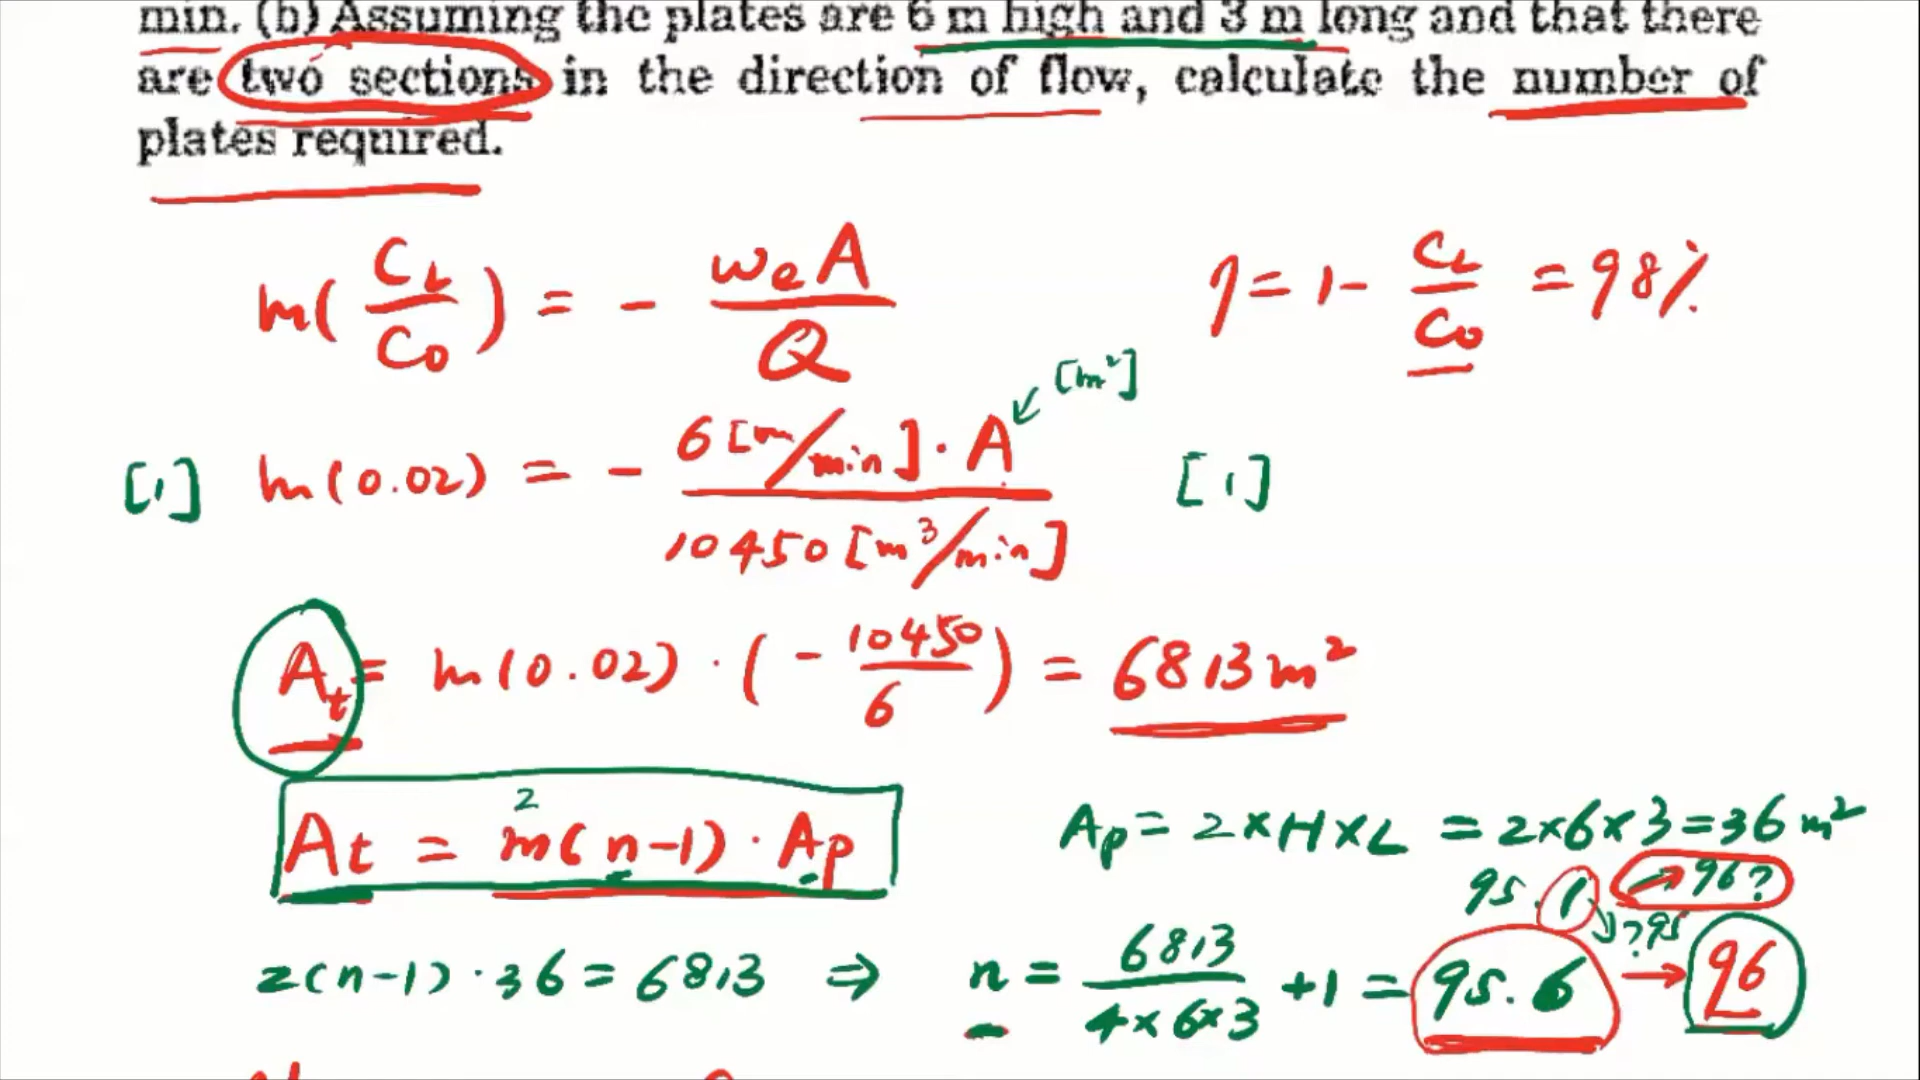 min. (b) Assuming the plates are 6 m high and 3 m long and that there
are two sections in the direction of flow, calculate the number of
plates required.
ln(CL/C0) = - weA/Q η = 1 - CL/C0 = 98%
[m²]
[1] ln(0.02) = - 6[m/min]·A / 10450[m³/min] [1]
At = ln(0.02)·(-10450/6) = 6813 m²
2
At = m(n-1)·Ap Ap = 2×H×L = 2×6×3 = 36 m²
95.1 → 96?
? 95
2(n-1)·36 = 6813 ⇒ n = 6813/(4×6×3) + 1 = 95.6 → 96